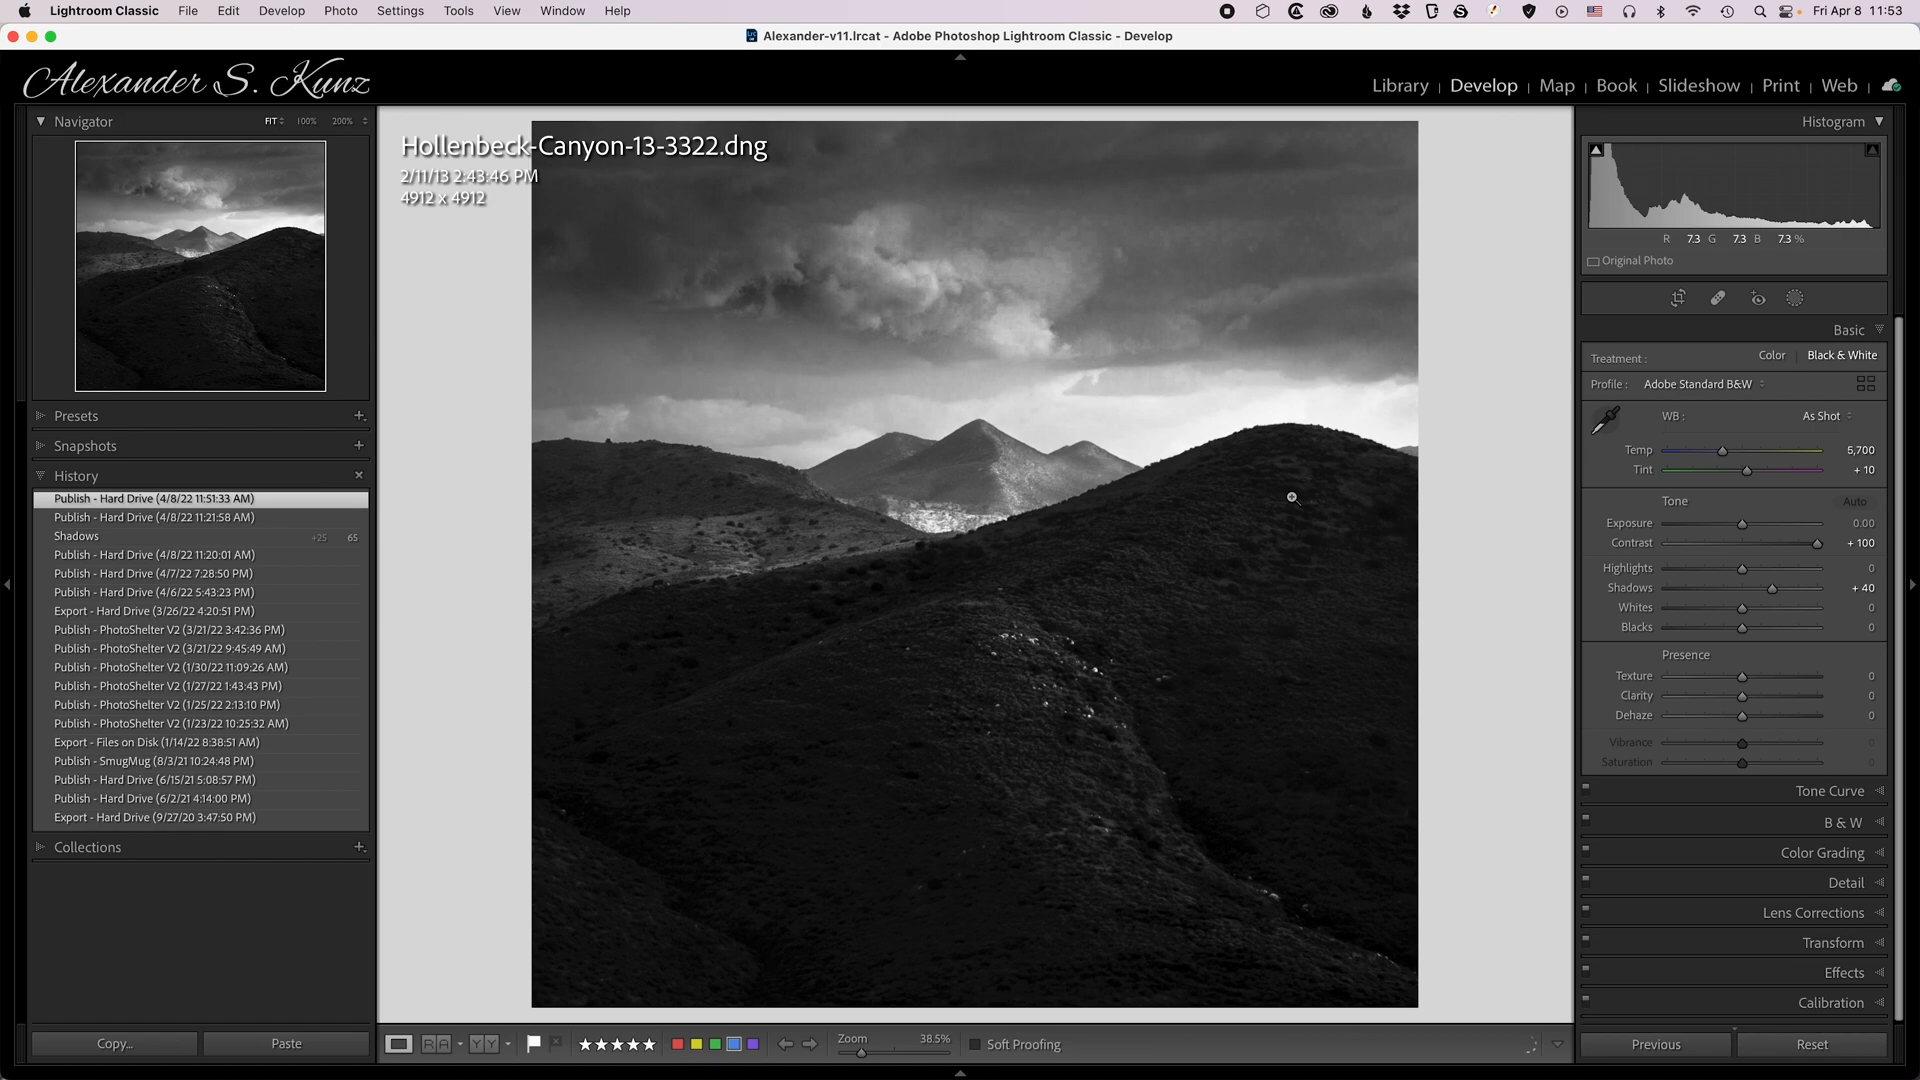 Lightroom Classic File Edit Develop Photo Settings Tools View Window Help Fri Apr 8 11:53
Alexander-v11.lrcat - Adobe Photoshop Lightroom Classic - Develop
Alexander S. Kunz
Library | Develop | Map | Book | Slideshow | Print | Web |
Navigator FIT 100% 200%
Presets
Snapshots
History
Publish - Hard Drive (4/8/22 11:51:33 AM)
Publish - Hard Drive (4/8/22 11:21:58 AM)
Shadows +25 65
Publish - Hard Drive (4/8/22 11:20:01 AM)
Publish - Hard Drive (4/7/22 7:28:50 PM)
Publish - Hard Drive (4/6/22 5:43:23 PM)
Export - Hard Drive (3/26/22 4:20:51 PM)
Publish - PhotoShelter V2 (3/21/22 3:42:36 PM)
Publish - PhotoShelter V2 (3/21/22 9:45:49 AM)
Publish - PhotoShelter V2 (1/30/22 11:09:26 AM)
Publish - PhotoShelter V2 (1/27/22 1:43:43 PM)
Publish - PhotoShelter V2 (1/25/22 2:13:10 PM)
Publish - PhotoShelter V2 (1/23/22 10:25:32 AM)
Export - Files on Disk (1/14/22 8:38:51 AM)
Publish - SmugMug (8/3/21 10:24:48 PM)
Publish - Hard Drive (6/15/21 5:08:57 PM)
Publish - Hard Drive (6/2/21 4:14:00 PM)
Export - Hard Drive (9/27/20 3:47:50 PM)
Collections
Copy... Paste
Hollenbeck-Canyon-13-3322.dng
2/11/13 2:43:46 PM
4912 x 4912
R A Y Y Zoom 38.5% Soft Proofing
Histogram
R 7.3 G 7.3 B 7.3 %
Original Photo
Basic
Treatment : Color | Black & White
Profile : Adobe Standard B&W
WB : As Shot
Temp 5,700
Tint + 10
Tone Auto
Exposure 0.00
Contrast + 100
Highlights 0
Shadows + 40
Whites 0
Blacks 0
Presence
Texture 0
Clarity 0
Dehaze 0
Vibrance 0
Saturation 0
Tone Curve
B & W
Color Grading
Detail
Lens Corrections
Transform
Effects
Calibration
Previous Reset